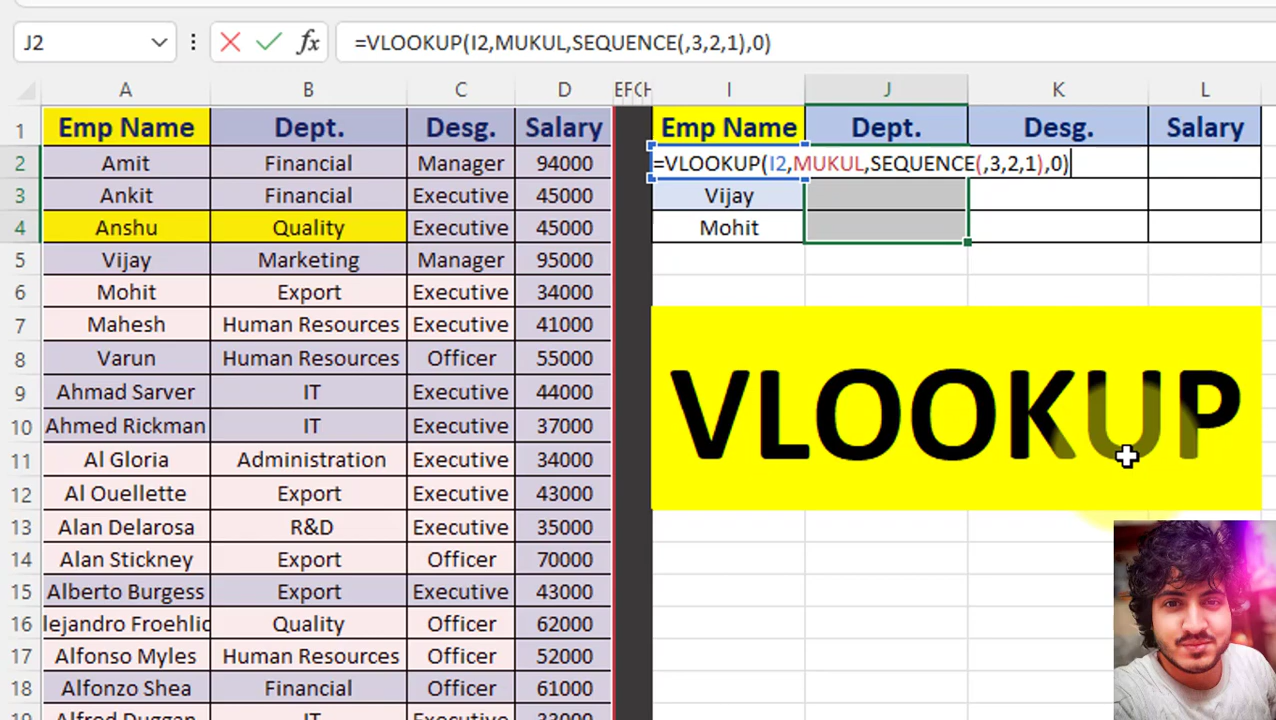 J2 fx =VLOOKUP(I2,MUKUL,SEQUENCE(,3,2,1),0)
A B C D E F G H I J K L
1 Emp Name Dept. Desg. Salary Emp Name Dept. Desg. Salary
2 Amit Financial Manager 94000 =VLOOKUP(I2,MUKUL,SEQUENCE(,3,2,1),0)
3 Ankit Financial Executive 45000 Vijay
4 Anshu Quality Executive 45000 Mohit
5 Vijay Marketing Manager 95000
6 Mohit Export Executive 34000
7 Mahesh Human Resources Executive 41000
8 Varun Human Resources Officer 55000
9 Ahmad Sarver IT Executive 44000
10 Ahmed Rickman IT Executive 37000
VLOOKUP
11 Al Gloria Administration Executive 34000
12 Al Ouellette Export Executive 43000
13 Alan Delarosa R&D Executive 35000
14 Alan Stickney Export Officer 70000
15 Alberto Burgess Export Executive 43000
16 lejandro Froehlic Quality Officer 62000
17 Alfonso Myles Human Resources Officer 52000
18 Alfonzo Shea Financial Officer 61000
19 Alfred Duggan IT Executive 33000